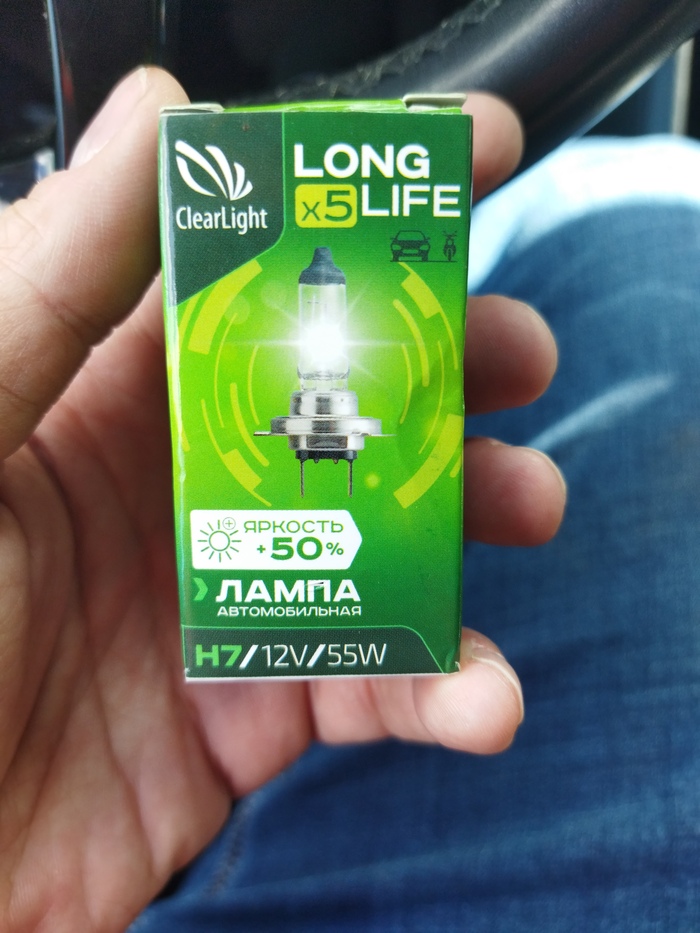 ClearLight
LONG
x5 LIFE
ЯРКОСТЬ
+50%
ЛАМПА
АВТОМОБИЛЬНАЯ
H7/12V/55W